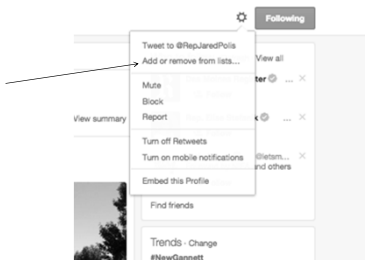 Following
Tweet to @RepJaredPolis
Add or remove from lists...
View all
Mute
Block
Report
View summary
Turn off Retweets
Turn on mobile notifications
@letsm...
and others
Embed this Profile
Find friends
Trends · Change
#NewGannett